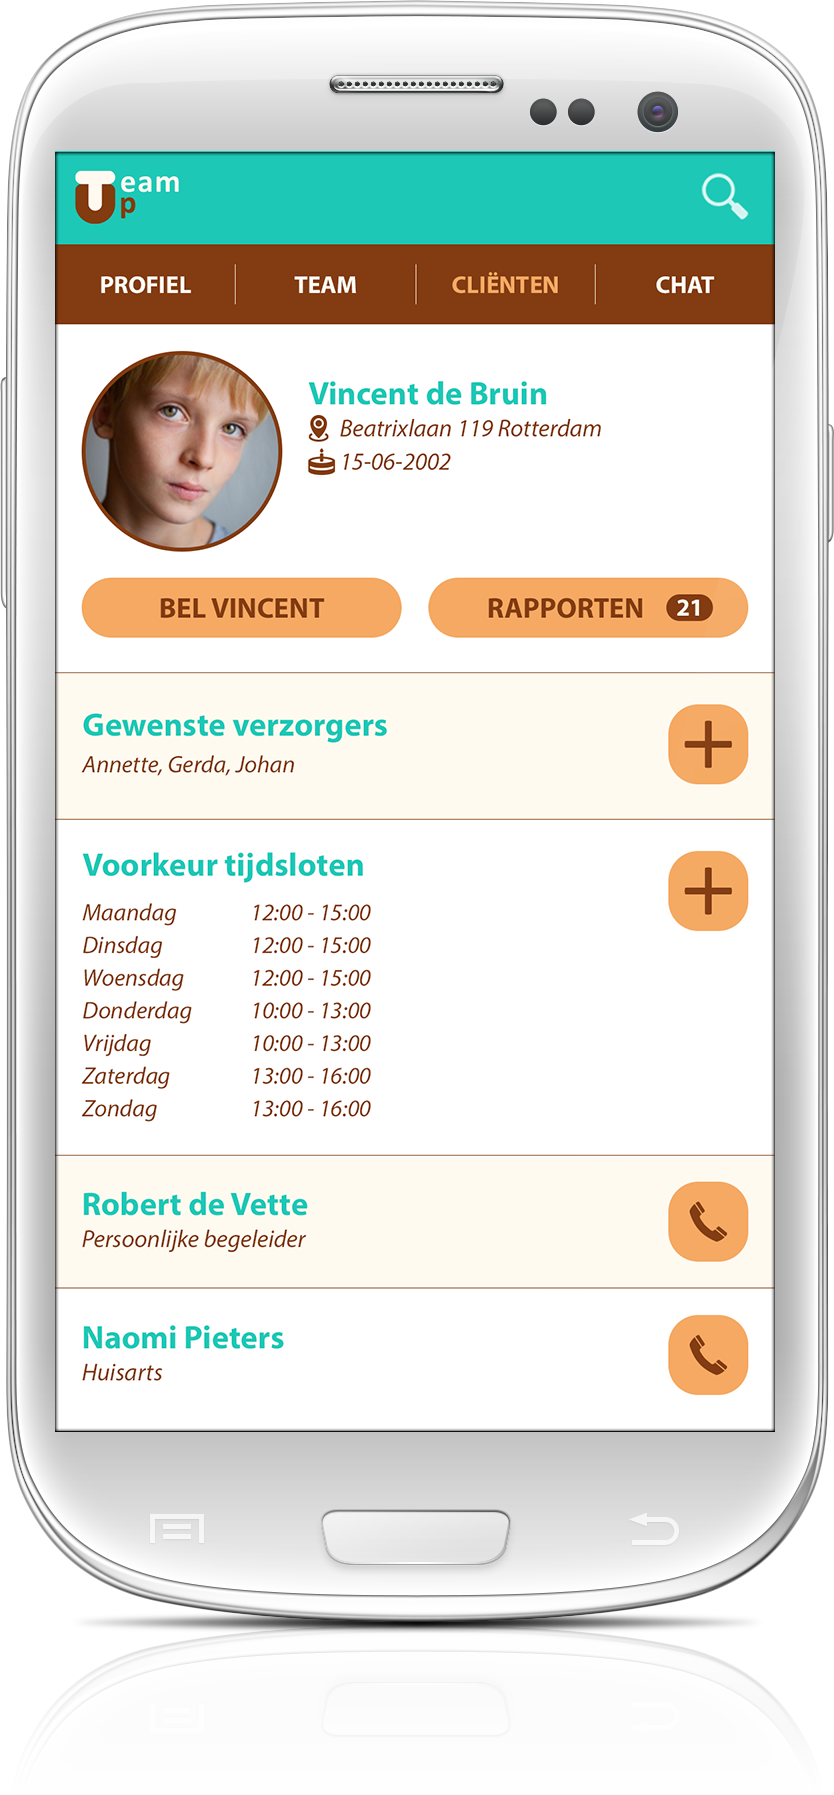 Team
Up
PROFIEL TEAM CLIËNTEN CHAT
Vincent de Bruin
Beatrixlaan 119 Rotterdam
15-06-2002
BEL VINCENT RAPPORTEN 21
Gewenste verzorgers
Annette, Gerda, Johan
Voorkeur tijdsloten
Maandag 12:00 - 15:00
Dinsdag 12:00 - 15:00
Woensdag 12:00 - 15:00
Donderdag 10:00 - 13:00
Vrijdag 10:00 - 13:00
Zaterdag 13:00 - 16:00
Zondag 13:00 - 16:00
Robert de Vette
Persoonlijke begeleider
Naomi Pieters
Huisarts